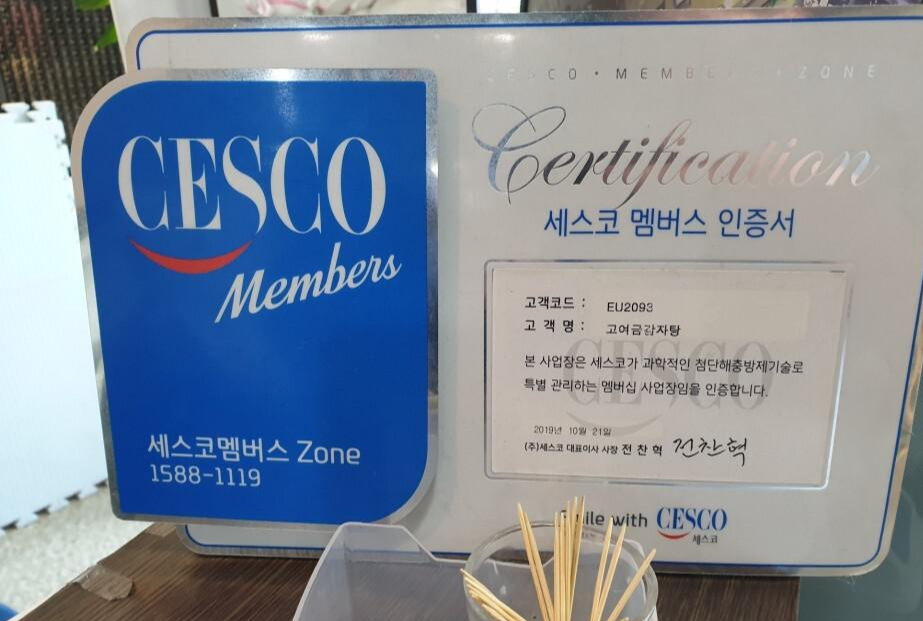 CESCO
Members
세스코멤버스 Zone
1588-1119
CESCO • MEMBERS • ZONE
Certification
세스코 멤버스 인증서
고객코드 : EU2093
고 객 명 : 고여금감자탕
CESCO
본 사업장은 세스코가 과학적인 첨단해충방제기술로
특별 관리하는 멤버십 사업장임을 인증합니다.
2019년 10월 21일
(주)세스코 대표이사 사장 전 찬 혁 전찬혁
Smile with CESCO
세스코